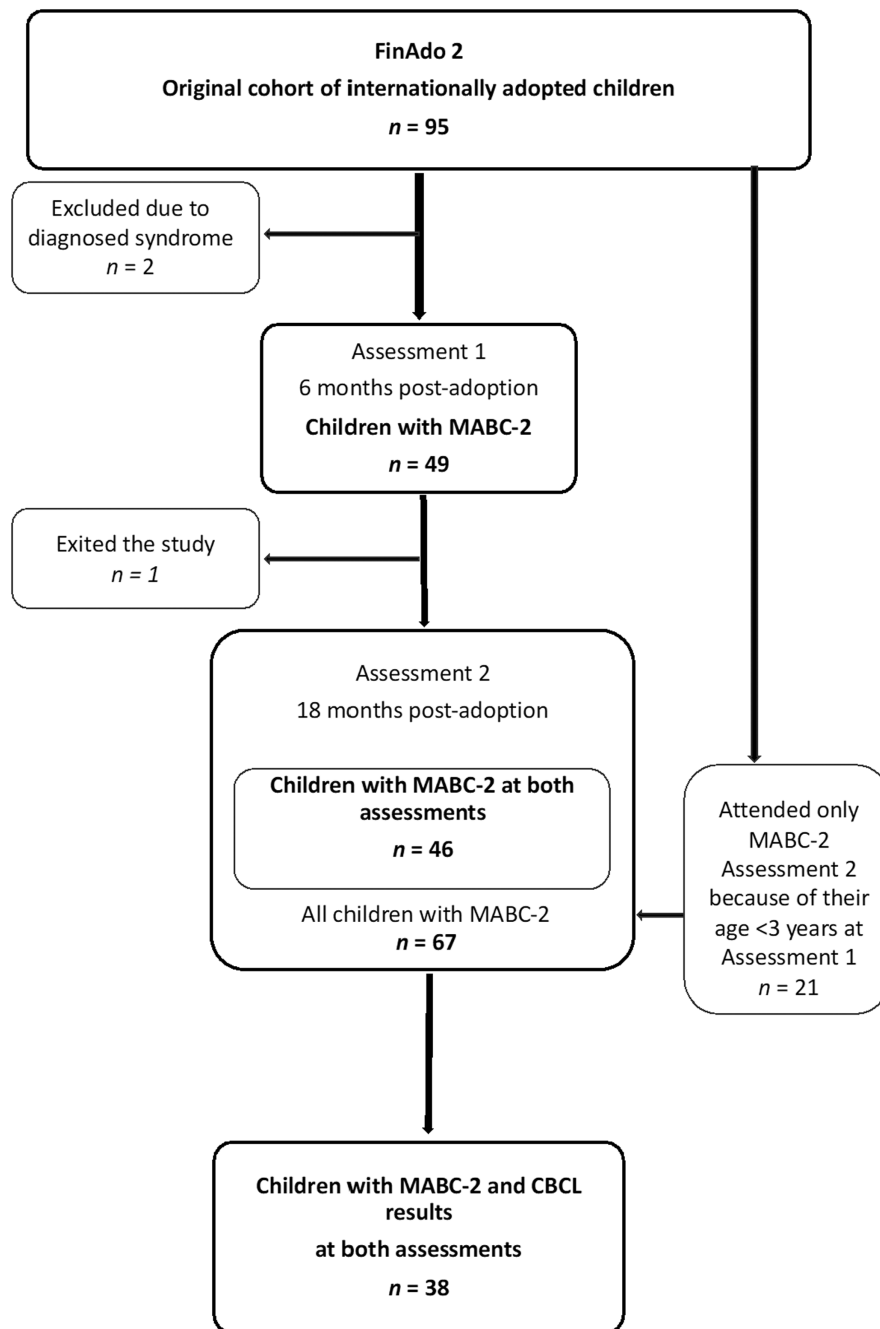 FinAdo 2
Original cohort of internationally adopted children
n = 95
Excluded due to
diagnosed syndrome
n = 2
Assessment 1
6 months post-adoption
Children with MABC-2
n = 49
Exited the study
n = 1
Assessment 2
18 months post-adoption
Children with MABC-2 at both
assessments
n = 46
All children with MABC-2
n = 67
Attended only
MABC-2
Assessment 2
because of their
age <3 years at
Assessment 1
n = 21
Children with MABC-2 and CBCL
results
at both assessments
n = 38